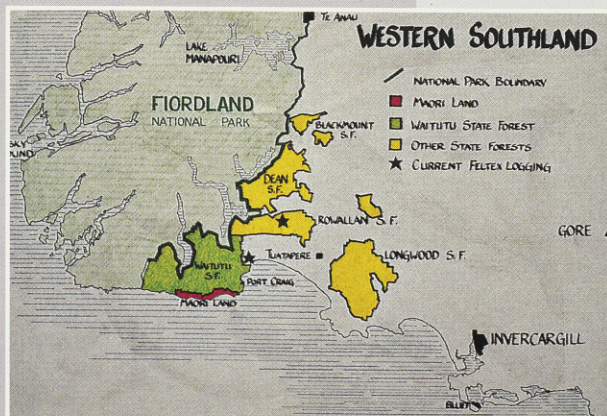 WESTERN SOUTHLAND
NATIONAL PARK BOUNDARY
MAORI LAND
WAITUTU STATE FOREST
OTHER STATE FORESTS
CURRENT FELTEX LOGGING
TE ANAU
LAKE
MANAPOURI
FIORDLAND
NATIONAL PARK
BLACKMOUNT
S.F.
DEAN
S.F.
ROWALLAN S.F.
GORE
TUATAPERE
LONGWOOD S.F.
WAITUTU
S.F.
PORT CRAIG
MAORI LAND
INVERCARGILL
BLUFF